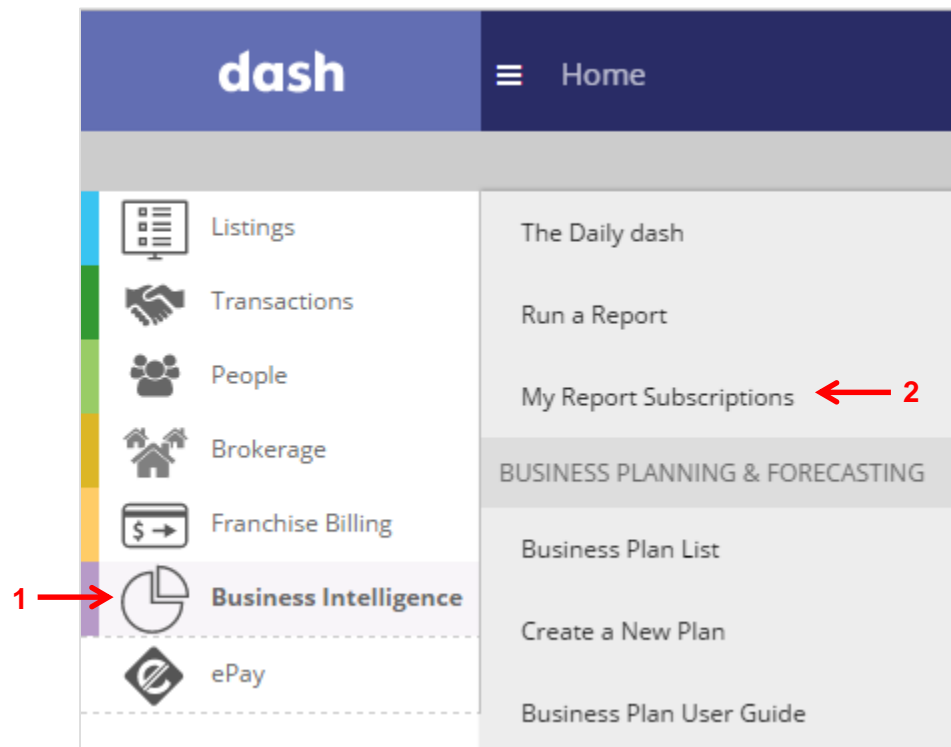 dash
Home
Listings
Transactions
People
Brokerage
$
Franchise Billing
1
Business Intelligence
ePay
The Daily dash
Run a Report
My Report Subscriptions
2
BUSINESS PLANNING & FORECASTING
Business Plan List
Create a New Plan
Business Plan User Guide